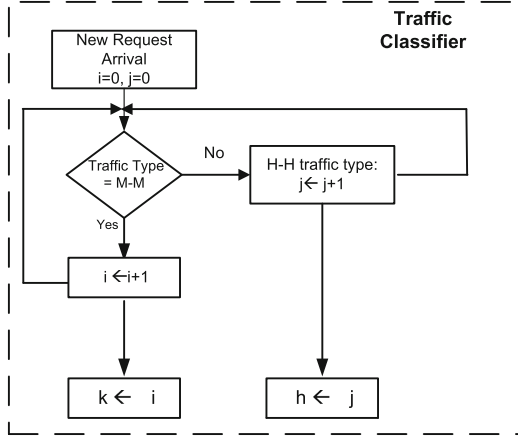 Traffic
Classifier
New Request
Arrival
i=0, j=0
Traffic Type
= M-M
No
H-H traffic type:
j← j+1
Yes
i ←i+1
k ← i
h ← j